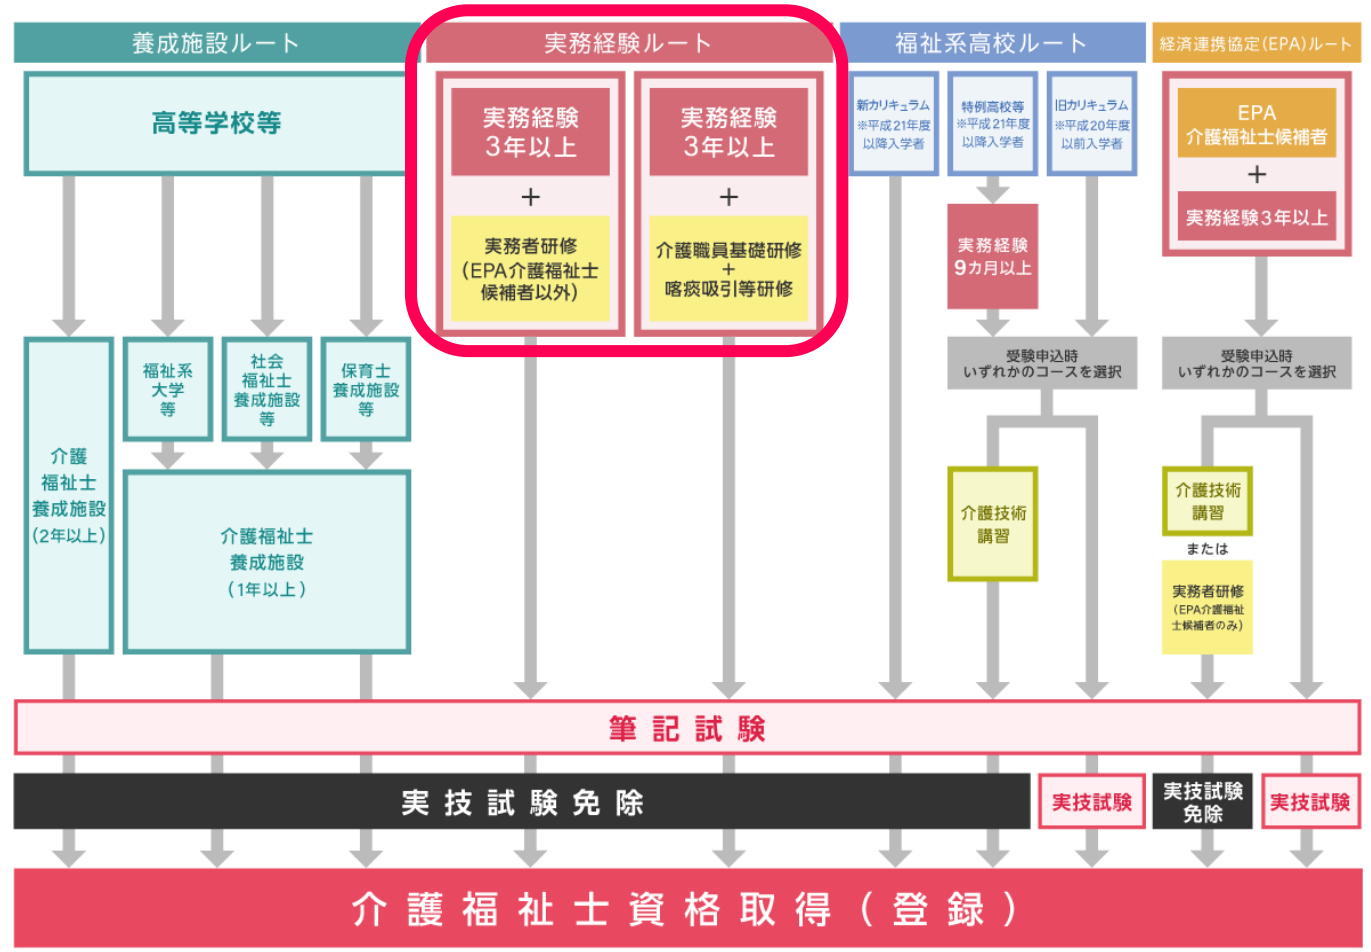 養成施設ルート
実務経験ルート
福祉系高校ルート
経済連携協定(EPA)ルート
高等学校等
実務経験
3年以上
+
実務者研修
(EPA介護福祉士
候補者以外)
実務経験
3年以上
+
介護職員基礎研修
+
喀痰吸引等研修
新カリキュラム
※平成21年度
以降入学者
特例高校等
※平成21年度
以降入学者
旧カリキュラム
※平成20年度
以前入学者
EPA
介護福祉士候補者
+
実務経験3年以上
実務経験
9カ月以上
受験申込時
いずれかのコースを選択
受験申込時
いずれかのコースを選択
福祉系
大学
等
社会
福祉士
養成施設
等
保育士
養成施設
等
介護
福祉士
養成施設
(2年以上)
介護福祉士
養成施設
(1年以上)
介護技術
講習
介護技術
講習
または
実務者研修
(EPA介護福祉
士候補者のみ)
筆記試験
実技試験免除
実技試験
実技試験
免除
実技試験
介護福祉士資格取得(登録)